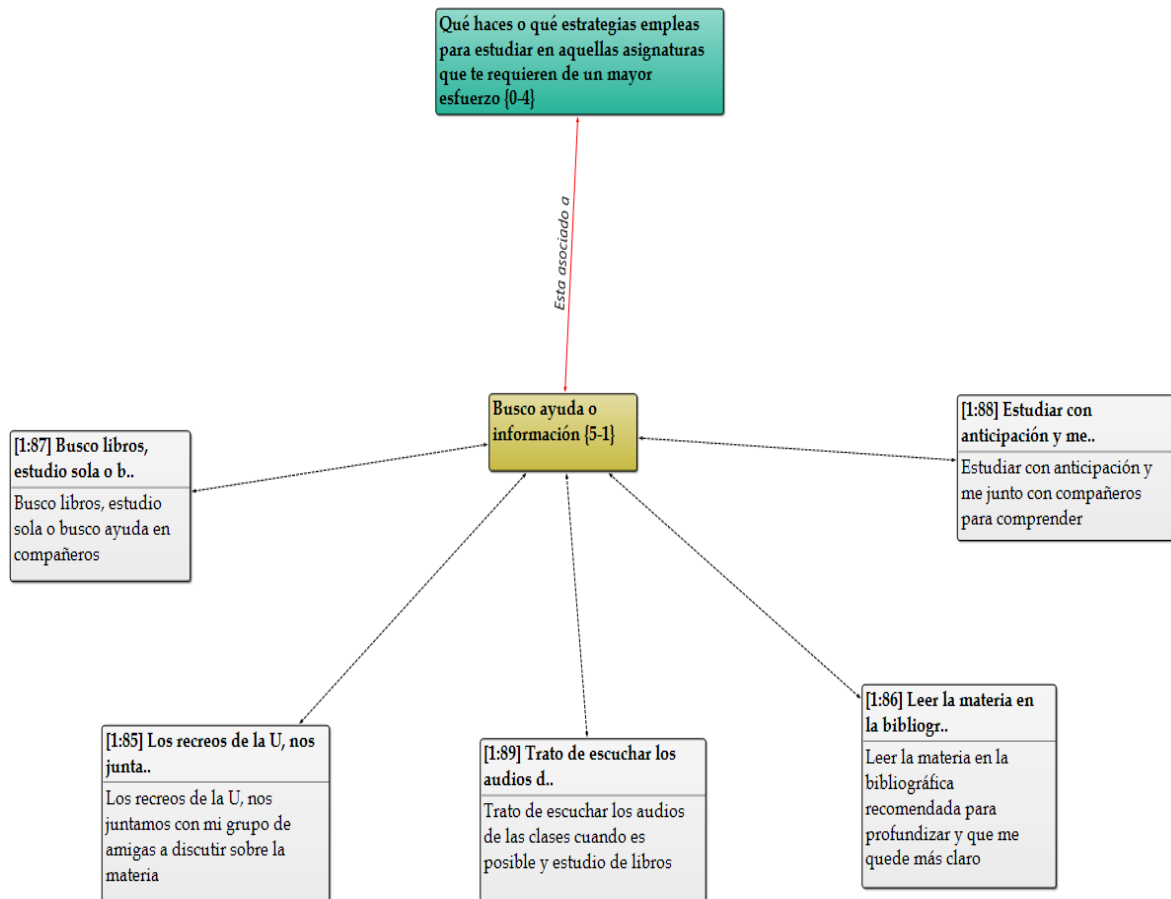 Qué haces o qué estrategias empleas
para estudiar en aquellas asignaturas
que te requieren de un mayor
esfuerzo {0-4}
Esta asociado a
Busco ayuda o
información {5-1}
[1:87] Busco libros,
estudio sola o b..
Busco libros, estudio
sola o busco ayuda en
compañeros
[1:88] Estudiar con
anticipación y me..
Estudiar con anticipación y
me junto con compañeros
para comprender
[1:85] Los recreos de la U, nos
junta..
Los recreos de la U, nos
juntamos con mi grupo de
amigas a discutir sobre la
materia
[1:89] Trato de escuchar los
audios d..
Trato de escuchar los audios
de las clases cuando es
posible y estudio de libros
[1:86] Leer la materia en
la bibliogr..
Leer la materia en la
bibliográfica
recomendada para
profundizar y que me
quede más claro